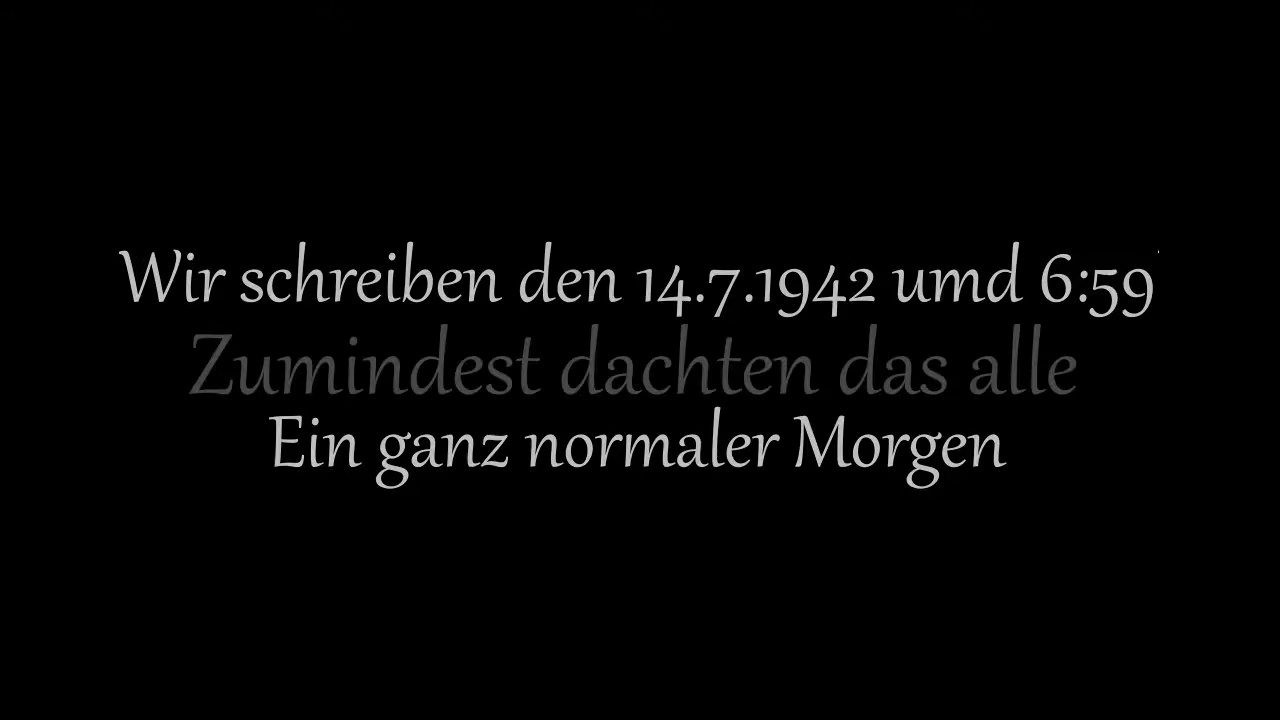 Wir schreiben den 14.7.1942 umd 6:59
Zumindest dachten das alle
Ein ganz normaler Morgen